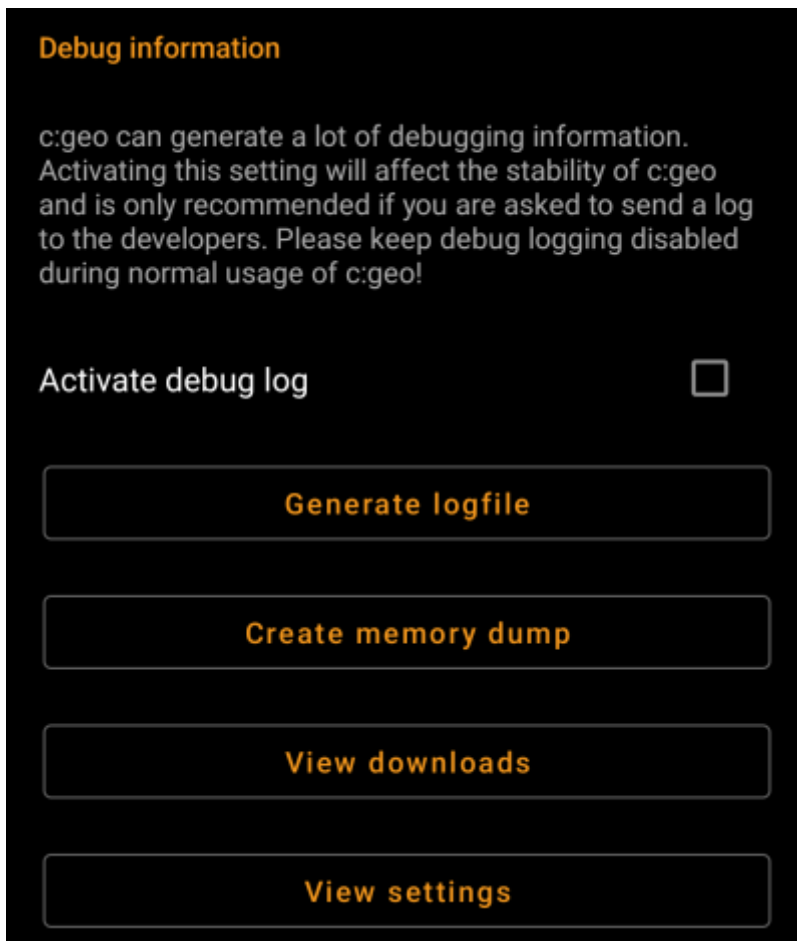 Debug information
c:geo can generate a lot of debugging information.
Activating this setting will affect the stability of c:geo
and is only recommended if you are asked to send a log
to the developers. Please keep debug logging disabled
during normal usage of c:geo!
Activate debug log
Generate logfile
Create memory dump
View downloads
View settings